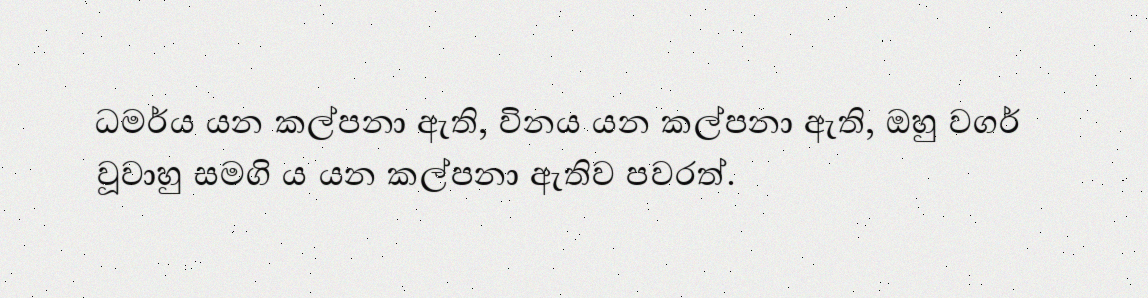 ධමර්ය යන කල්පනා ඇති, විනය යන කල්පනා ඇති, ඔහු වගර්
වූවාහු සමගි ය යන කල්පනා ඇතිව පවරත්.